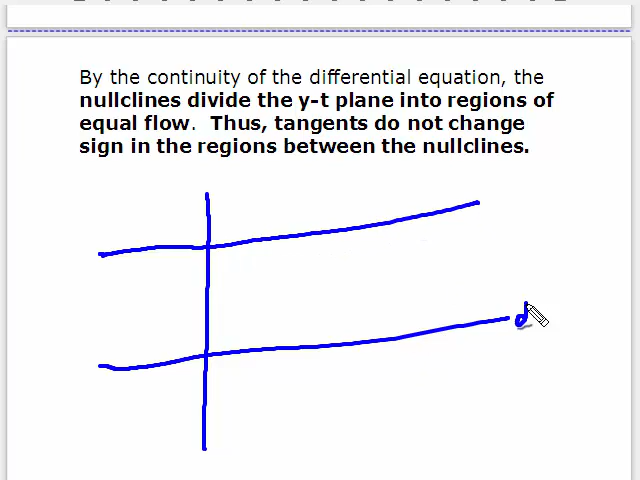 By the continuity of the differential equation, the
nullclines divide the y-t plane into regions of
equal flow.  Thus, tangents do not change
sign in the regions between the nullclines.
d